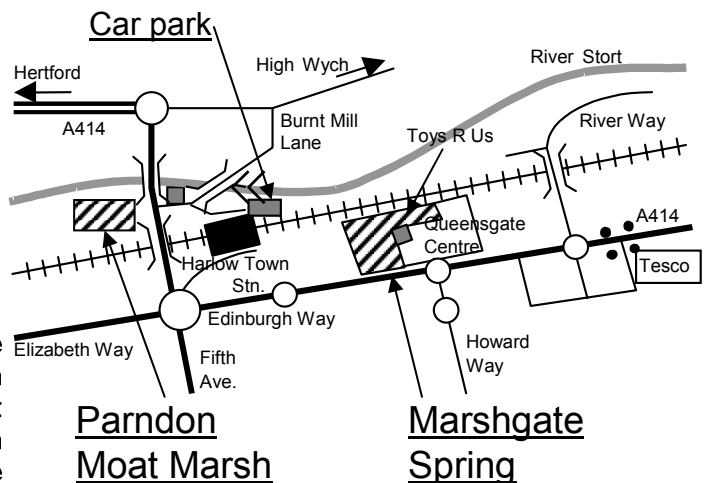 Car park
Hertford
High Wych
River Stort
A414
Burnt Mill
Lane
Toys R Us
River Way
A414
Queensgate
Centre
Harlow Town
Stn.
Tesco
Edinburgh Way
Elizabeth Way
Fifth
Ave.
Howard
Way
Parndon
Moat Marsh
Marshgate
Spring